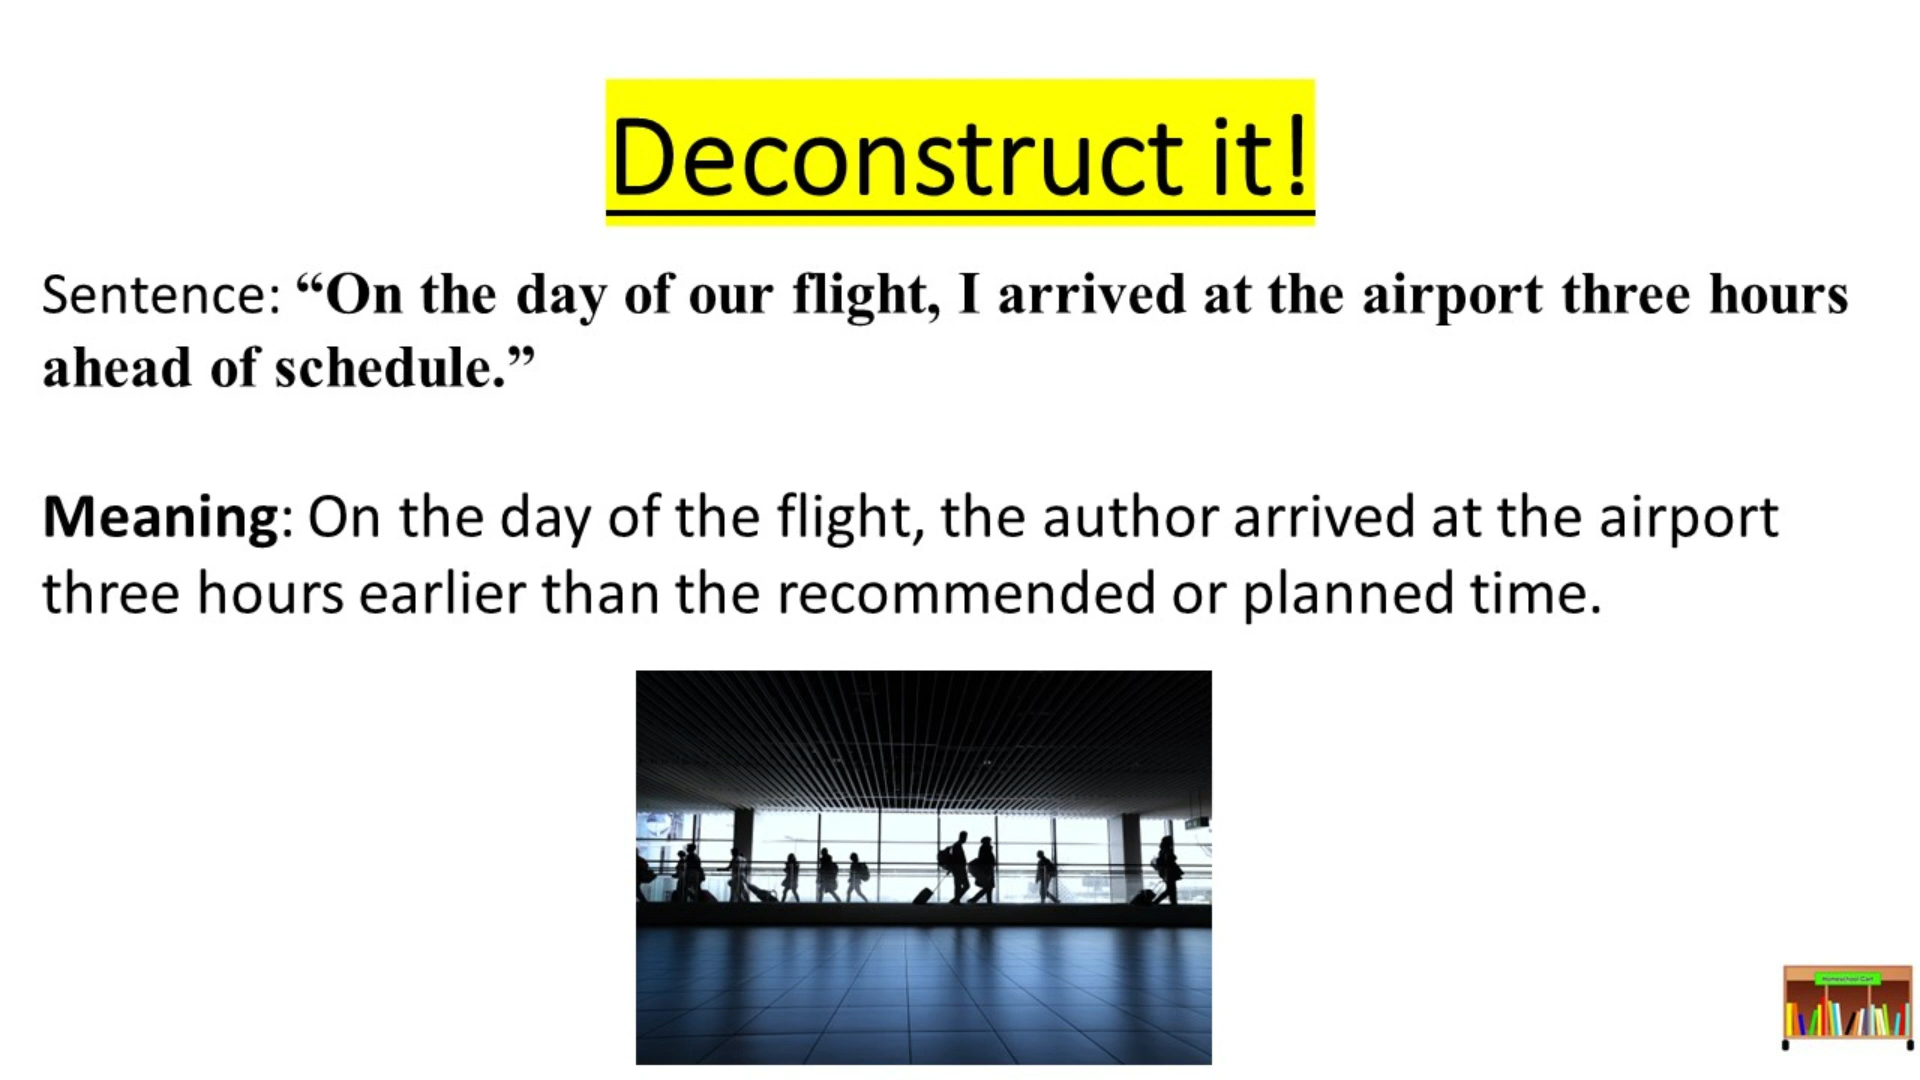 Deconstruct it!
Sentence: “On the day of our flight, I arrived at the airport three hours
ahead of schedule.”
Meaning: On the day of the flight, the author arrived at the airport
three hours earlier than the recommended or planned time.
Homeschool Cart